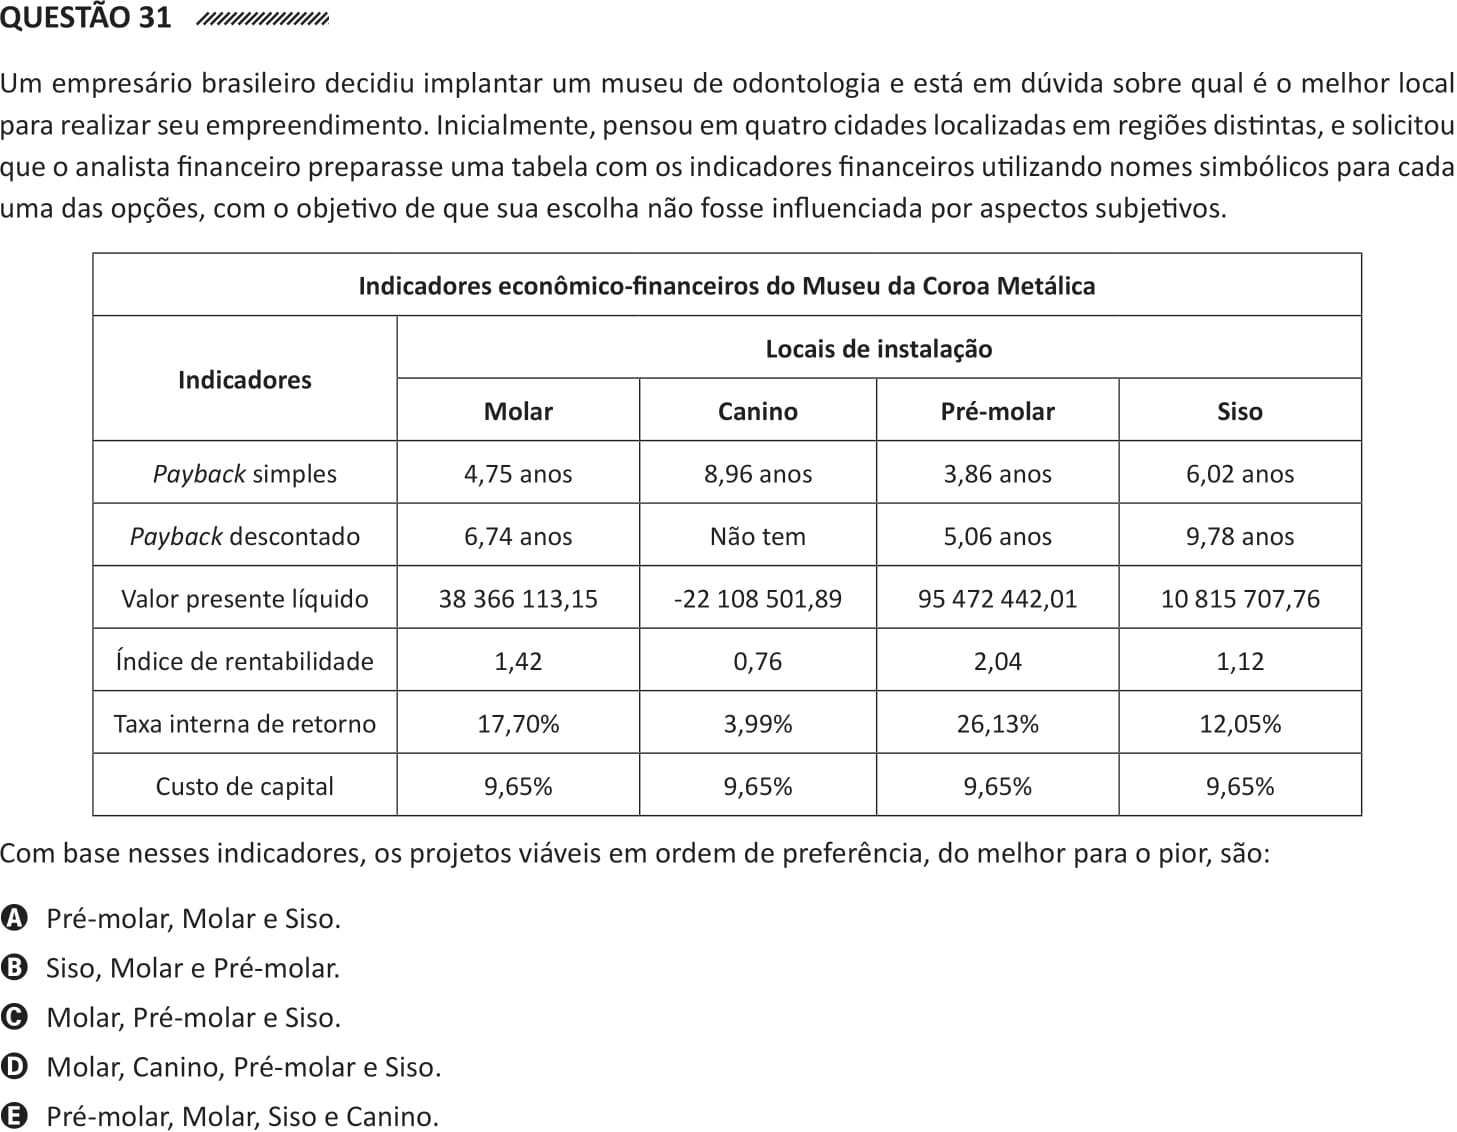 QUESTÃO 31
Um empresário brasileiro decidiu implantar um museu de odontologia e está em dúvida sobre qual é o melhor local
para realizar seu empreendimento. Inicialmente, pensou em quatro cidades localizadas em regiões distintas, e solicitou
que o analista financeiro preparasse uma tabela com os indicadores financeiros utilizando nomes simbólicos para cada
uma das opções, com o objetivo de que sua escolha não fosse influenciada por aspectos subjetivos.
Indicadores econômico-financeiros do Museu da Coroa Metálica
Indicadores
Locais de instalação
Molar Canino Pré-molar Siso
Payback simples 4,75 anos 8,96 anos 3,86 anos 6,02 anos
Payback descontado 6,74 anos Não tem 5,06 anos 9,78 anos
Valor presente líquido 38 366 113,15 -22 108 501,89 95 472 442,01 10 815 707,76
Índice de rentabilidade 1,42 0,76 2,04 1,12
Taxa interna de retorno 17,70% 3,99% 26,13% 12,05%
Custo de capital 9,65% 9,65% 9,65% 9,65%
Com base nesses indicadores, os projetos viáveis em ordem de preferência, do melhor para o pior, são:
A Pré-molar, Molar e Siso.
B Siso, Molar e Pré-molar.
C Molar, Pré-molar e Siso.
D Molar, Canino, Pré-molar e Siso.
E Pré-molar, Molar, Siso e Canino.